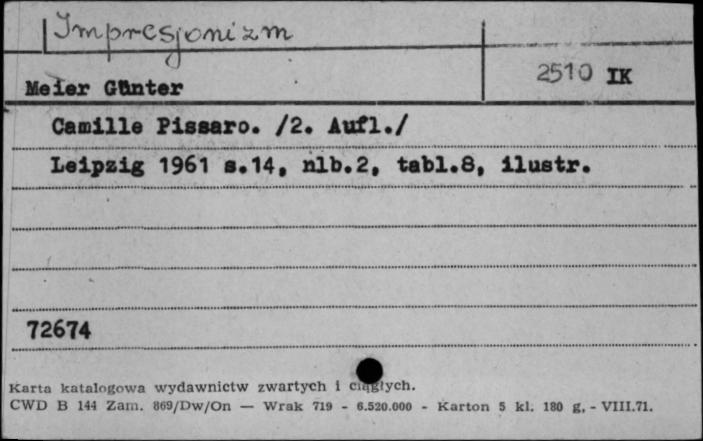 Impresjonizm
2510 IK
Meier Günter
Camille Pissaro. /2. Aufl./
Leipzig 1961 s.14, nlb.2, tabl.8, ilustr.
72674
Karta katalogowa wydawnictw zwartych i ciągłych.
CWD B 144 Zam. 869/Dw/On — Wrak 719 - 6.520.000 - Karton 5 kl. 180 g. - VIII.71.